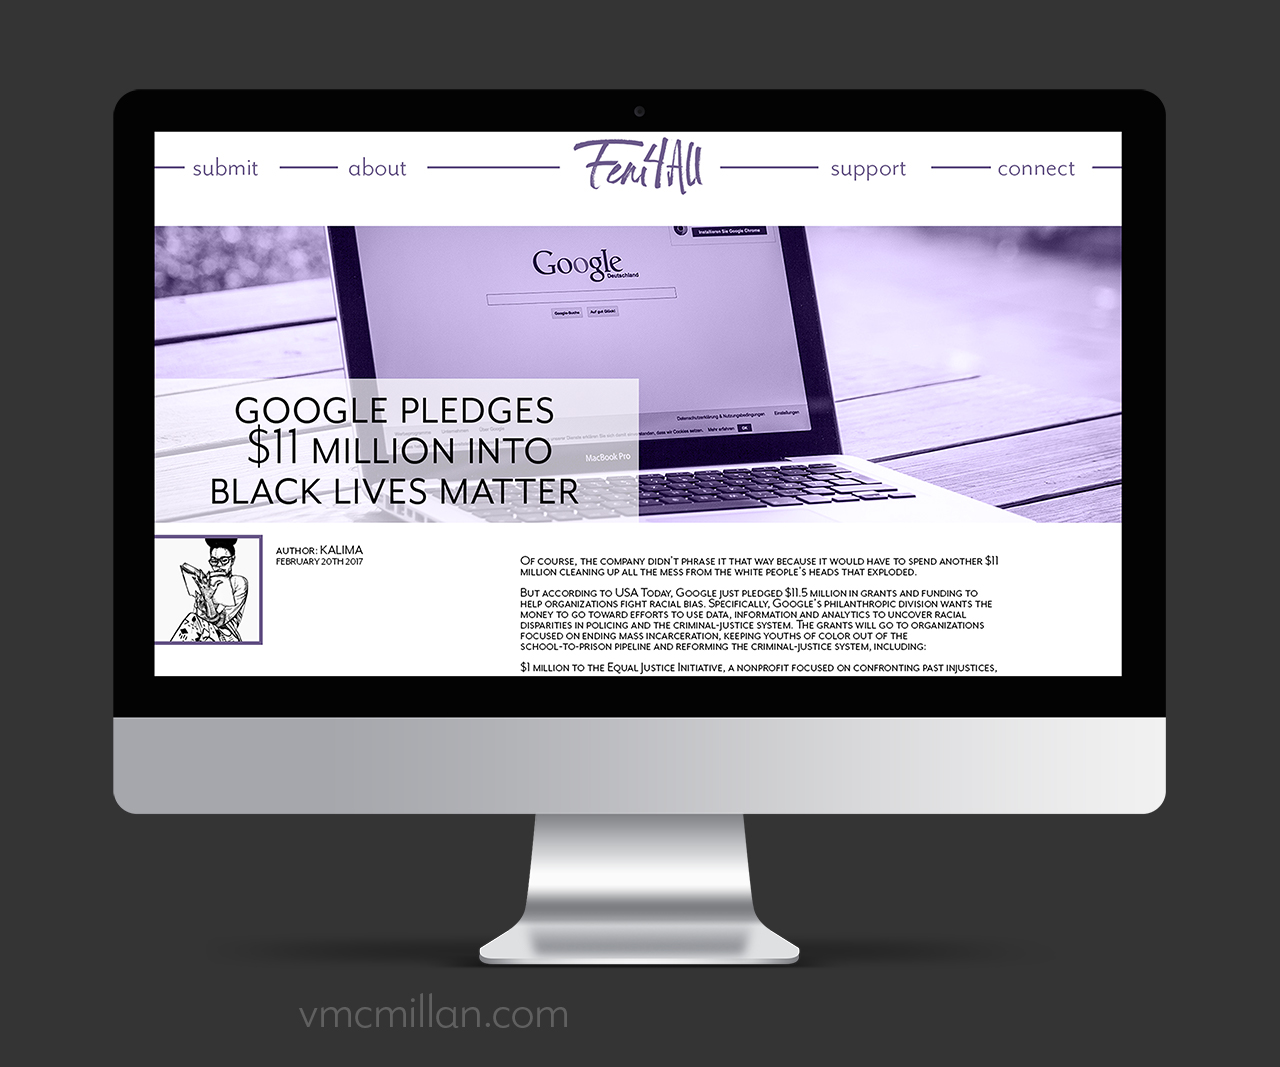 submit about Fem4All support connect
Installieren Sie Google Chrome
Google
Deutschland
Google-Suche Auf gut Glück!
Datenschutzerklärung & Nutzungsbedingungen Einstellungen
Mehr erfahren OK
MacBook Pro
GOOGLE PLEDGES
$11 MILLION INTO
BLACK LIVES MATTER
AUTHOR: KALIMA
FEBRUARY 20TH 2017
OF COURSE, THE COMPANY DIDN'T PHRASE IT THAT WAY BECAUSE IT WOULD HAVE TO SPEND ANOTHER $11
MILLION CLEANING UP ALL THE MESS FROM THE WHITE PEOPLE'S HEADS THAT EXPLODED.
BUT ACCORDING TO USA TODAY, GOOGLE JUST PLEDGED $11.5 MILLION IN GRANTS AND FUNDING TO
HELP ORGANIZATIONS FIGHT RACIAL BIAS. SPECIFICALLY, GOOGLE'S PHILANTHROPIC DIVISION WANTS THE
MONEY TO GO TOWARD EFFORTS TO USE DATA, INFORMATION AND ANALYTICS TO UNCOVER RACIAL
DISPARITIES IN POLICING AND THE CRIMINAL-JUSTICE SYSTEM. THE GRANTS WILL GO TO ORGANIZATIONS
FOCUSED ON ENDING MASS INCARCERATION, KEEPING YOUTHS OF COLOR OUT OF THE
SCHOOL-TO-PRISON PIPELINE AND REFORMING THE CRIMINAL-JUSTICE SYSTEM, INCLUDING:
$1 MILLION TO THE EQUAL JUSTICE INITIATIVE, A NONPROFIT FOCUSED ON CONFRONTING PAST INJUSTICES,
vmcmillan.com